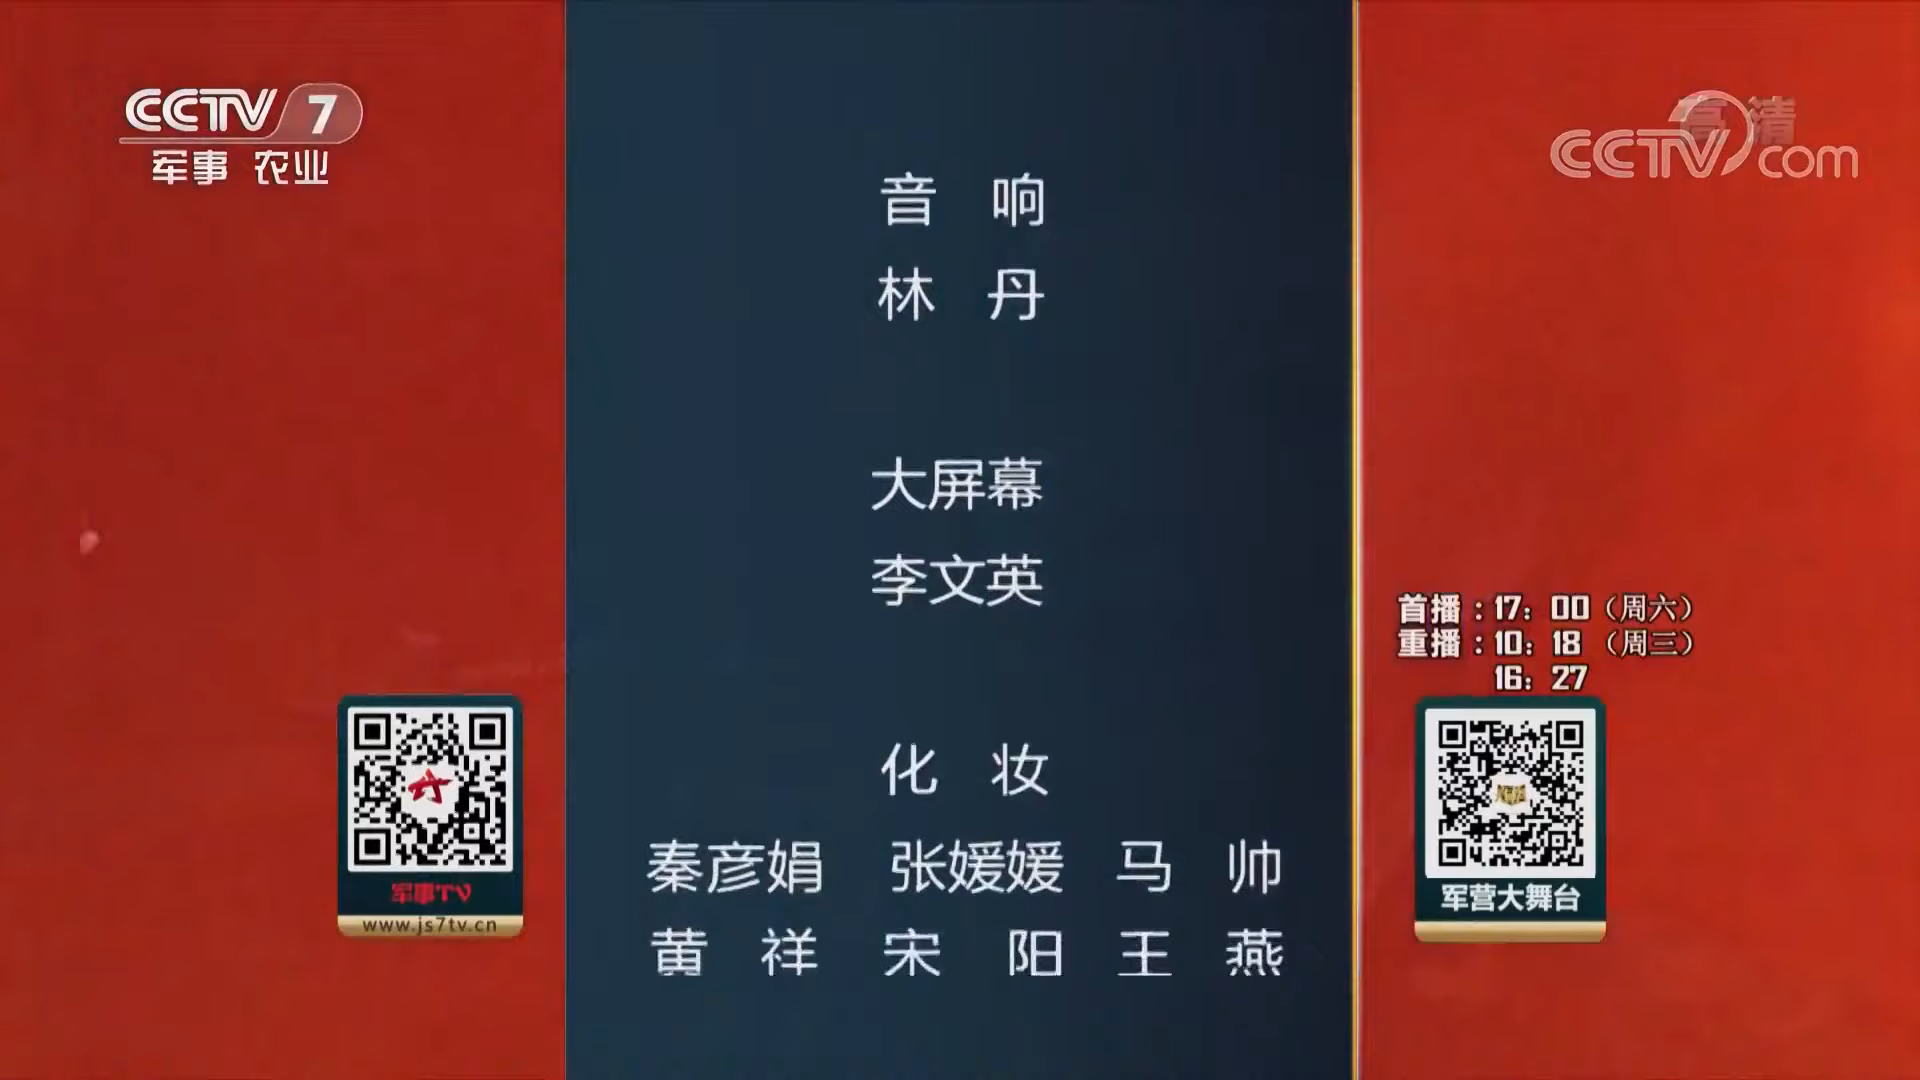 CCTV 7
军事 农业
高清
CCTV com
音 响
林 丹
大屏幕
李文英
化 妆
秦彦娟 张媛媛 马 帅
黄 祥 宋 阳 王 燕
首播：17：00（周六）
重播：10：18（周三）
16：27
军事TV
www.js7tv.cn
军营大舞台